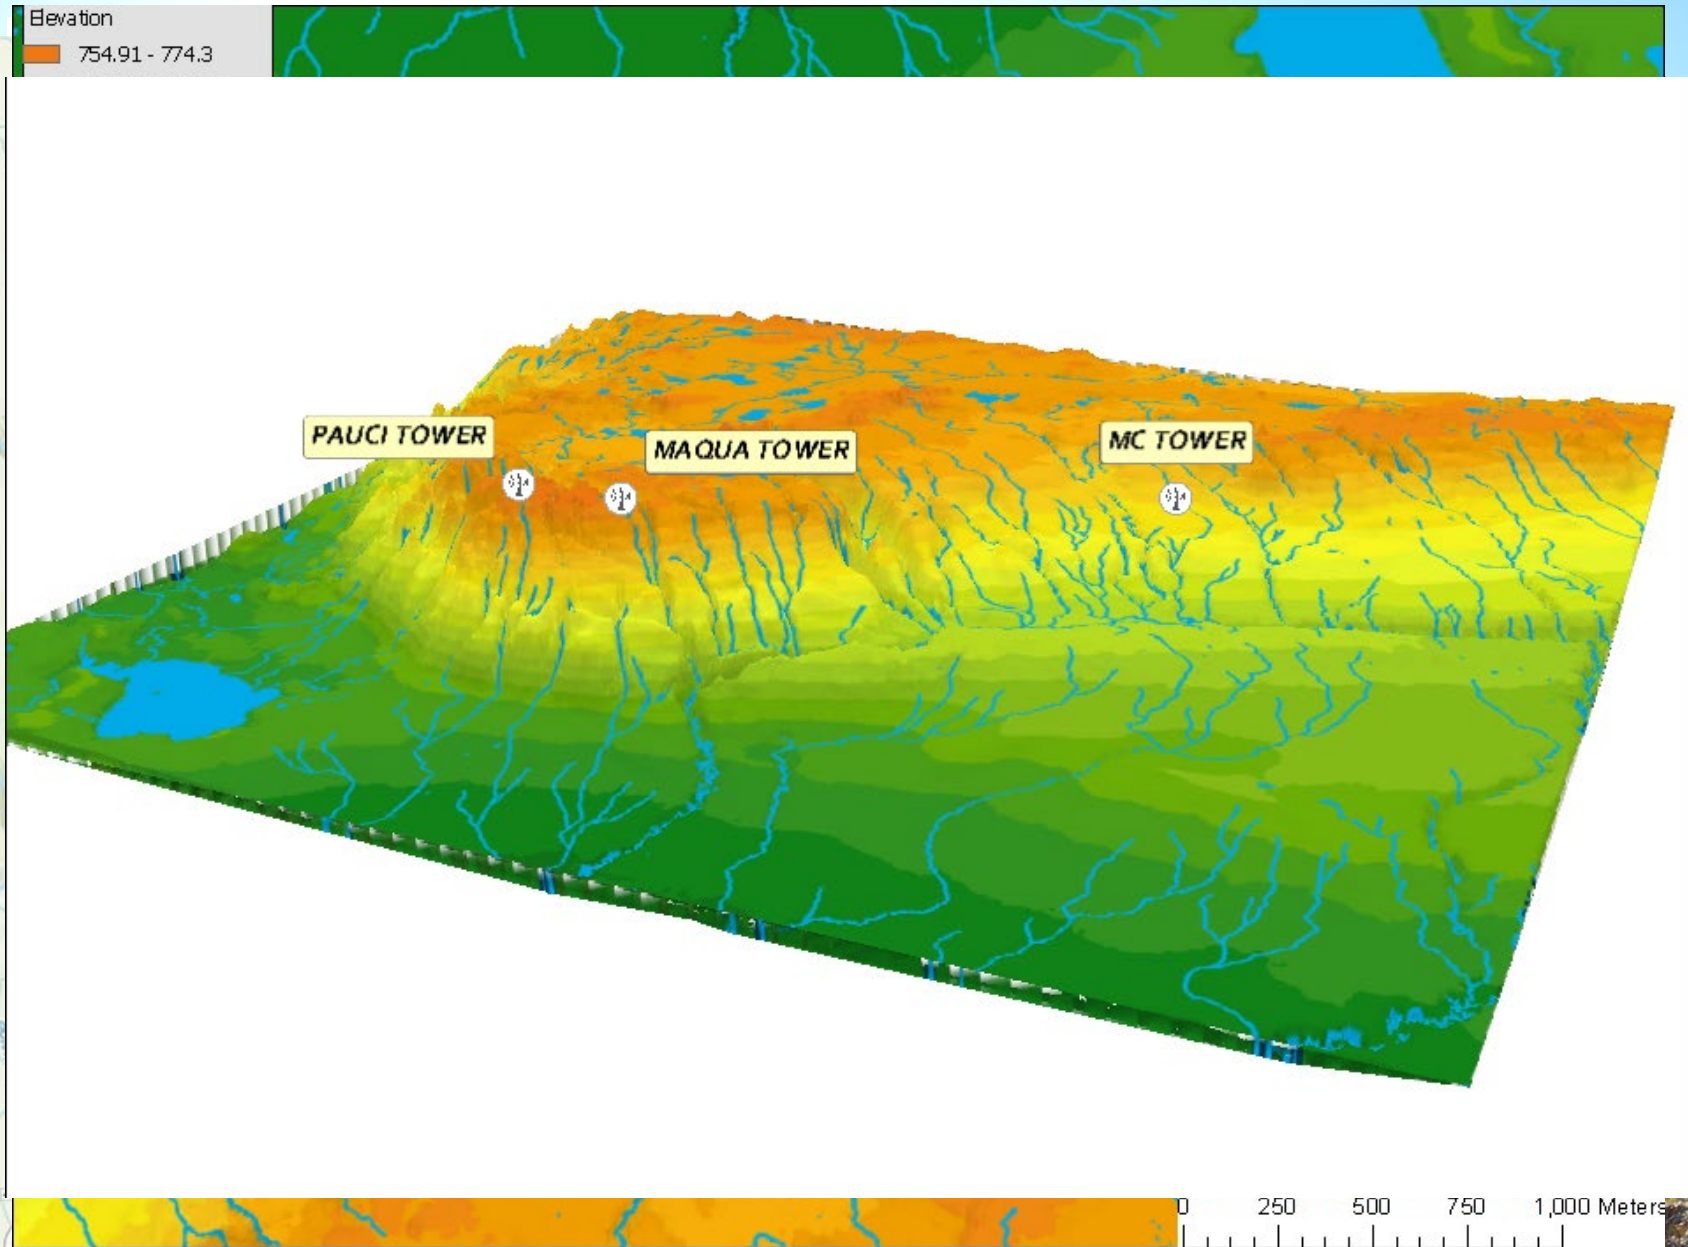 Elevation
754.91 - 774.3
PAUCI TOWER
MAQUA TOWER
MC TOWER
0 250 500 750 1,000 Meters